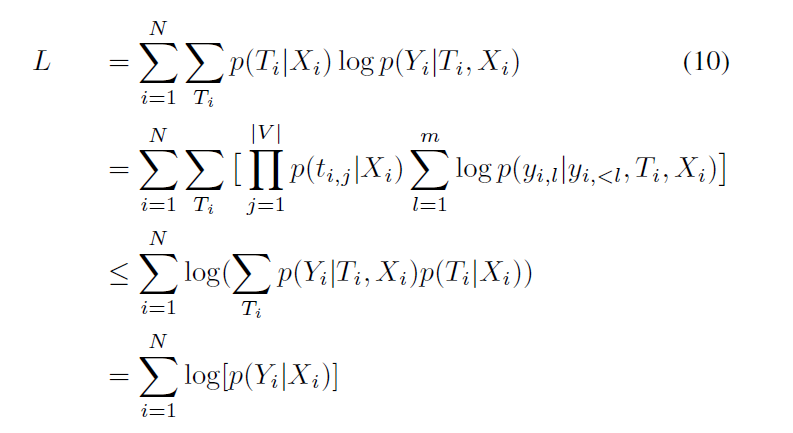 L = \sum_{i=1}^{N} \sum_{T_i} p(T_i|X_i) \log p(Y_i|T_i, X_i) (10)
= \sum_{i=1}^{N} \sum_{T_i} [ \prod_{j=1}^{|V|} p(t_{i,j}|X_i) \sum_{l=1}^{m} \log p(y_{i,l}|y_{i,<l}, T_i, X_i)]
\leq \sum_{i=1}^{N} \log(\sum_{T_i} p(Y_i|T_i, X_i)p(T_i|X_i))
= \sum_{i=1}^{N} \log[p(Y_i|X_i)]